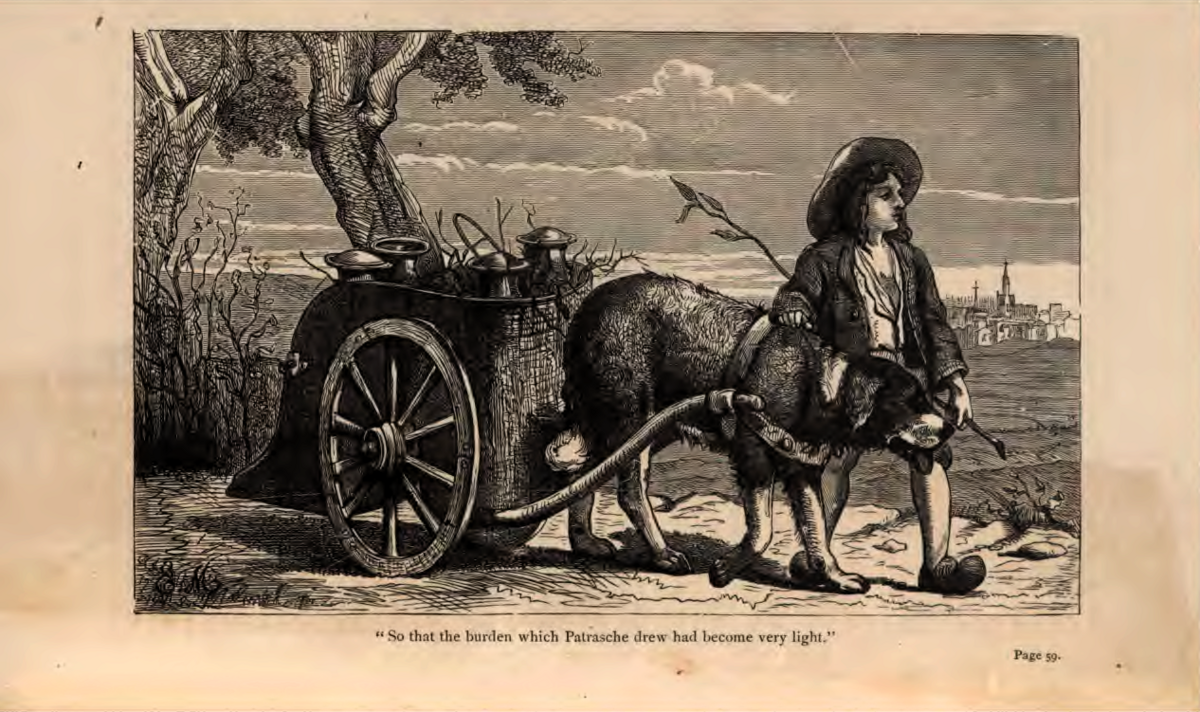 "So that the burden which Patrasche drew had become very light."
Page 59.